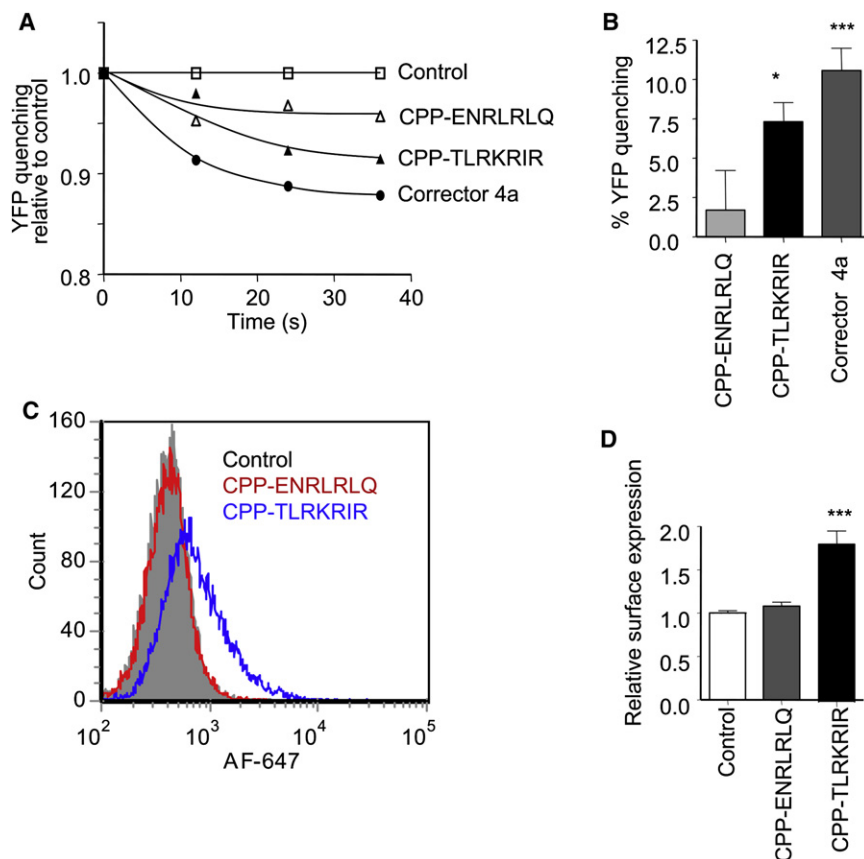 A
YFP quenching
relative to control
1.0
0.9
0.8
0
10
20
30
40
Time (s)
Control
CPP-ENRLRLQ
CPP-TLRKRIR
Corrector 4a
B
% YFP quenching
12.5
10.0
7.5
5.0
2.5
0.0
*
***
CPP-ENRLRLQ
CPP-TLRKRIR
Corrector 4a
C
Count
160
120
80
40
0
Control
CPP-ENRLRLQ
CPP-TLRKRIR
10² 10³ 10⁴ 10⁵
AF-647
D
Relative surface expression
2.0
1.5
1.0
0.5
0.0
***
Control
CPP-ENRLRLQ
CPP-TLRKRIR